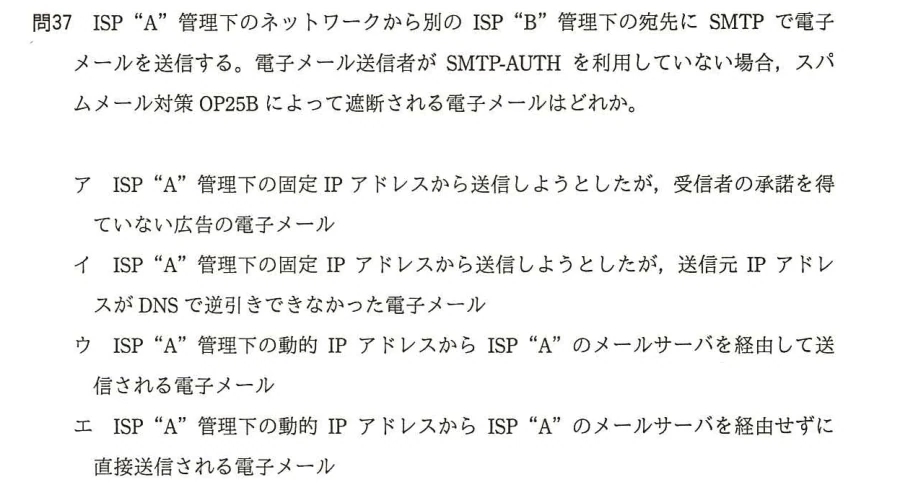 問37 ISP“A”管理下のネットワークから別の ISP“B”管理下の宛先に SMTP で電子
メールを送信する。電子メール送信者が SMTP-AUTH を利用していない場合，スパ
ムメール対策 OP25B によって遮断される電子メールはどれか。
ア ISP“A”管理下の固定 IP アドレスから送信しようとしたが，受信者の承諾を得
ていない広告の電子メール
イ ISP“A”管理下の固定 IP アドレスから送信しようとしたが，送信元 IP アドレ
スが DNS で逆引きできなかった電子メール
ウ ISP“A”管理下の動的 IP アドレスから ISP“A”のメールサーバを経由して送
信される電子メール
エ ISP“A”管理下の動的 IP アドレスから ISP“A”のメールサーバを経由せずに
直接送信される電子メール